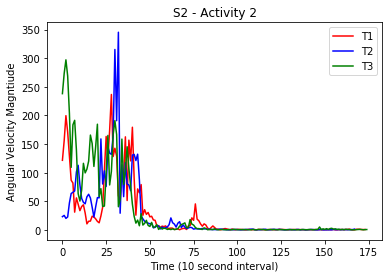 S2 - Activity 2
Angular Velocity Magntiude
350
300
250
200
150
100
50
0
T1
T2
T3
0
25
50
75
100
125
150
175
Time (10 second interval)